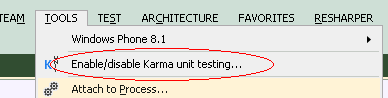 TEAM TOOLS TEST ARCHITECTURE FAVORITES RESHARPER
Windows Phone 8.1
Enable/disable Karma unit testing...
Attach to Process...